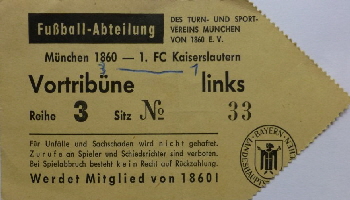 Fußball-Abteilung
DES TURN- UND SPORT-
VEREINS MÜNCHEN
VON 1860 E. V.
München 1860 — 1. FC Kaiserslautern
3 1
Vortribüne links
Reihe 3 Sitz № 33
Für Unfälle und Sachschaden wird nicht gehaftet.
Zurufe an Spieler und Schiedsrichter sind verboten.
Bei Spielabbruch besteht kein Recht auf Rückzahlung.
Werdet Mitglied von 1860!
BAYERN